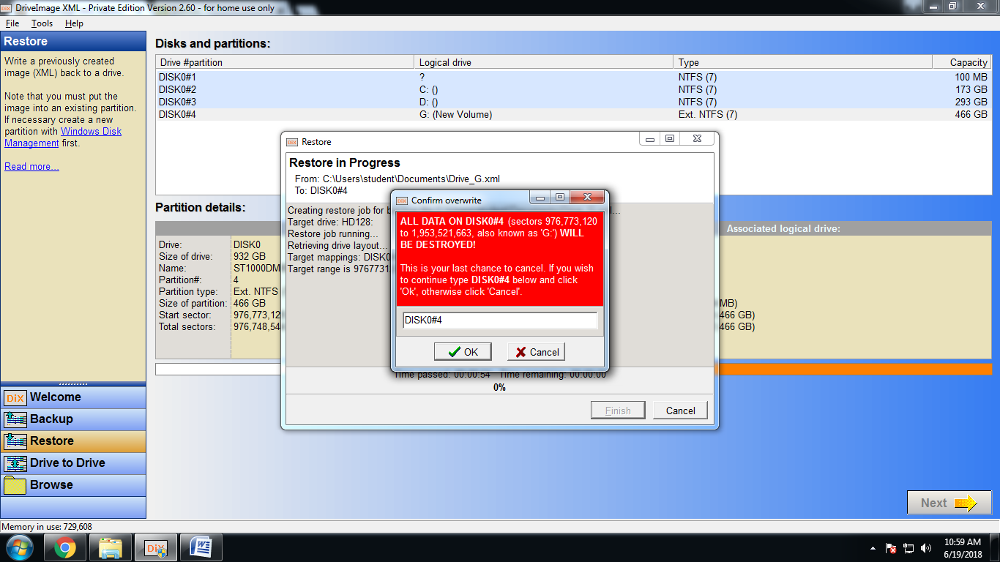 DriveImage XML - Private Edition Version 2.60 - for home use only
File Tools Help
Restore
Write a previously created
image (XML) back to a drive.
Note that you must put the
image into an existing partition.
If necessary create a new
partition with Windows Disk
Management first.
Read more...
Disks and partitions:
Drive #partition Logical drive Type Capacity
DISK0#1 ? NTFS (7) 100 MB
DISK0#2 C: () NTFS (7) 173 GB
DISK0#3 D: () NTFS (7) 293 GB
DISK0#4 G: (New Volume) Ext. NTFS (7) 466 GB
Partition details:
Associated logical drive:
Drive: DISK0
Size of drive: 932 GB
Name: ST1000DM
Partition#: 4
Partition type: Ext. NTFS
Size of partition: 466 GB
Start sector: 976,773,12
Total sectors: 976,748,54
MB)
466 GB)
466 GB)
DiX Restore
Restore in Progress
From: C:\Users\student\Documents\Drive_G.xml
To: DISK0#4
Creating restore job for
Target drive: HD128:
Restore job running...
Retrieving drive layout...
Target mappings: DISK0
Target range is 9767731
Time passed: 00:00:54 Time remaining: 00:00:00
0%
Finish Cancel
DiX Confirm overwrite
ALL DATA ON DISK0#4 (sectors 976,773,120
to 1,953,521,663, also known as 'G:') WILL
BE DESTROYED!
This is your last chance to cancel. If you wish
to continue type DISK0#4 below and click
'Ok', otherwise click 'Cancel'.
DISK0#4
OK Cancel
DiX Welcome
Backup
Restore
Drive to Drive
Browse
Next
Memory in use: 729,608
DiX
W
10:59 AM
6/19/2018